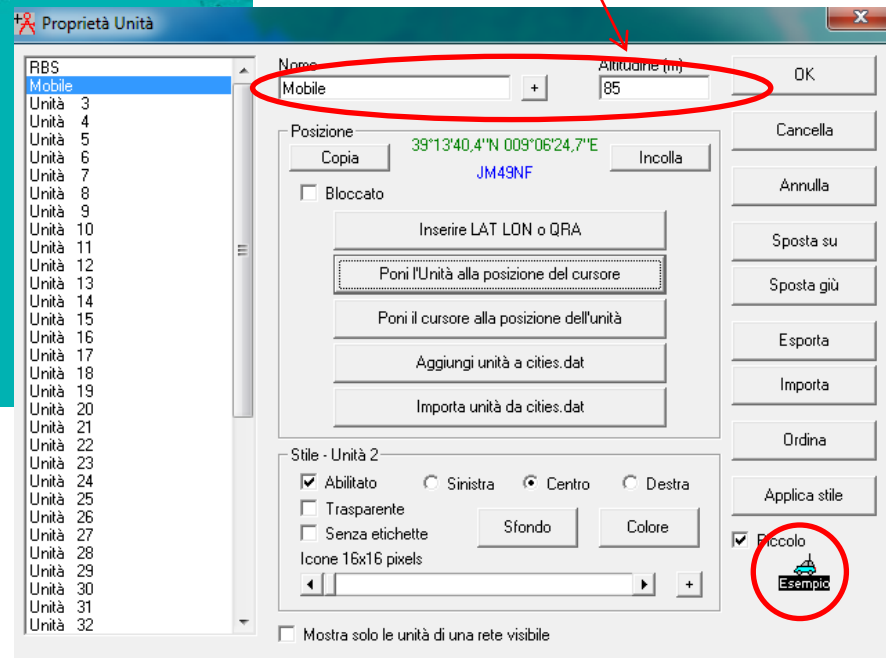 Proprietà Unità
RBS
Mobile
Unità 3
Unità 4
Unità 5
Unità 6
Unità 7
Unità 8
Unità 9
Unità 10
Unità 11
Unità 12
Unità 13
Unità 14
Unità 15
Unità 16
Unità 17
Unità 18
Unità 19
Unità 20
Unità 21
Unità 22
Unità 23
Unità 24
Unità 25
Unità 26
Unità 27
Unità 28
Unità 29
Unità 30
Unità 31
Unità 32
Nome
Altitudine (m)
Mobile
+
85
Posizione
Copia
39°13'40,4"N 009°06'24,7"E
JM49NF
Incolla
Bloccato
Inserire LAT LON o QRA
Poni l'Unità alla posizione del cursore
Poni il cursore alla posizione dell'unità
Aggiungi unità a cities.dat
Importa unità da cities.dat
Stile - Unità 2
Abilitato
Sinistra
Centro
Destra
Trasparente
Senza etichette
Sfondo
Colore
Icone 16x16 pixels
+
Mostra solo le unità di una rete visibile
OK
Cancella
Annulla
Sposta su
Sposta giù
Esporta
Importa
Ordina
Applica stile
Piccolo
Esempio